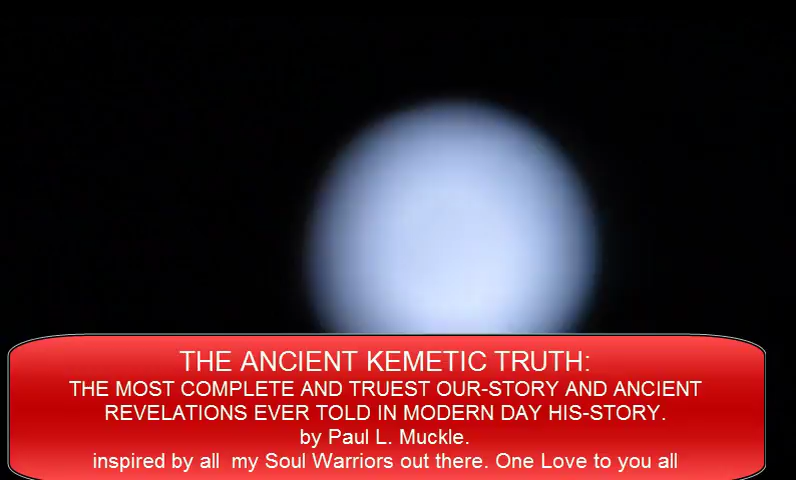 THE ANCIENT KEMETIC TRUTH:
THE MOST COMPLETE AND TRUEST OUR-STORY AND ANCIENT
REVELATIONS EVER TOLD IN MODERN DAY HIS-STORY.
by Paul L. Muckle.
inspired by all  my Soul Warriors out there. One Love to you all